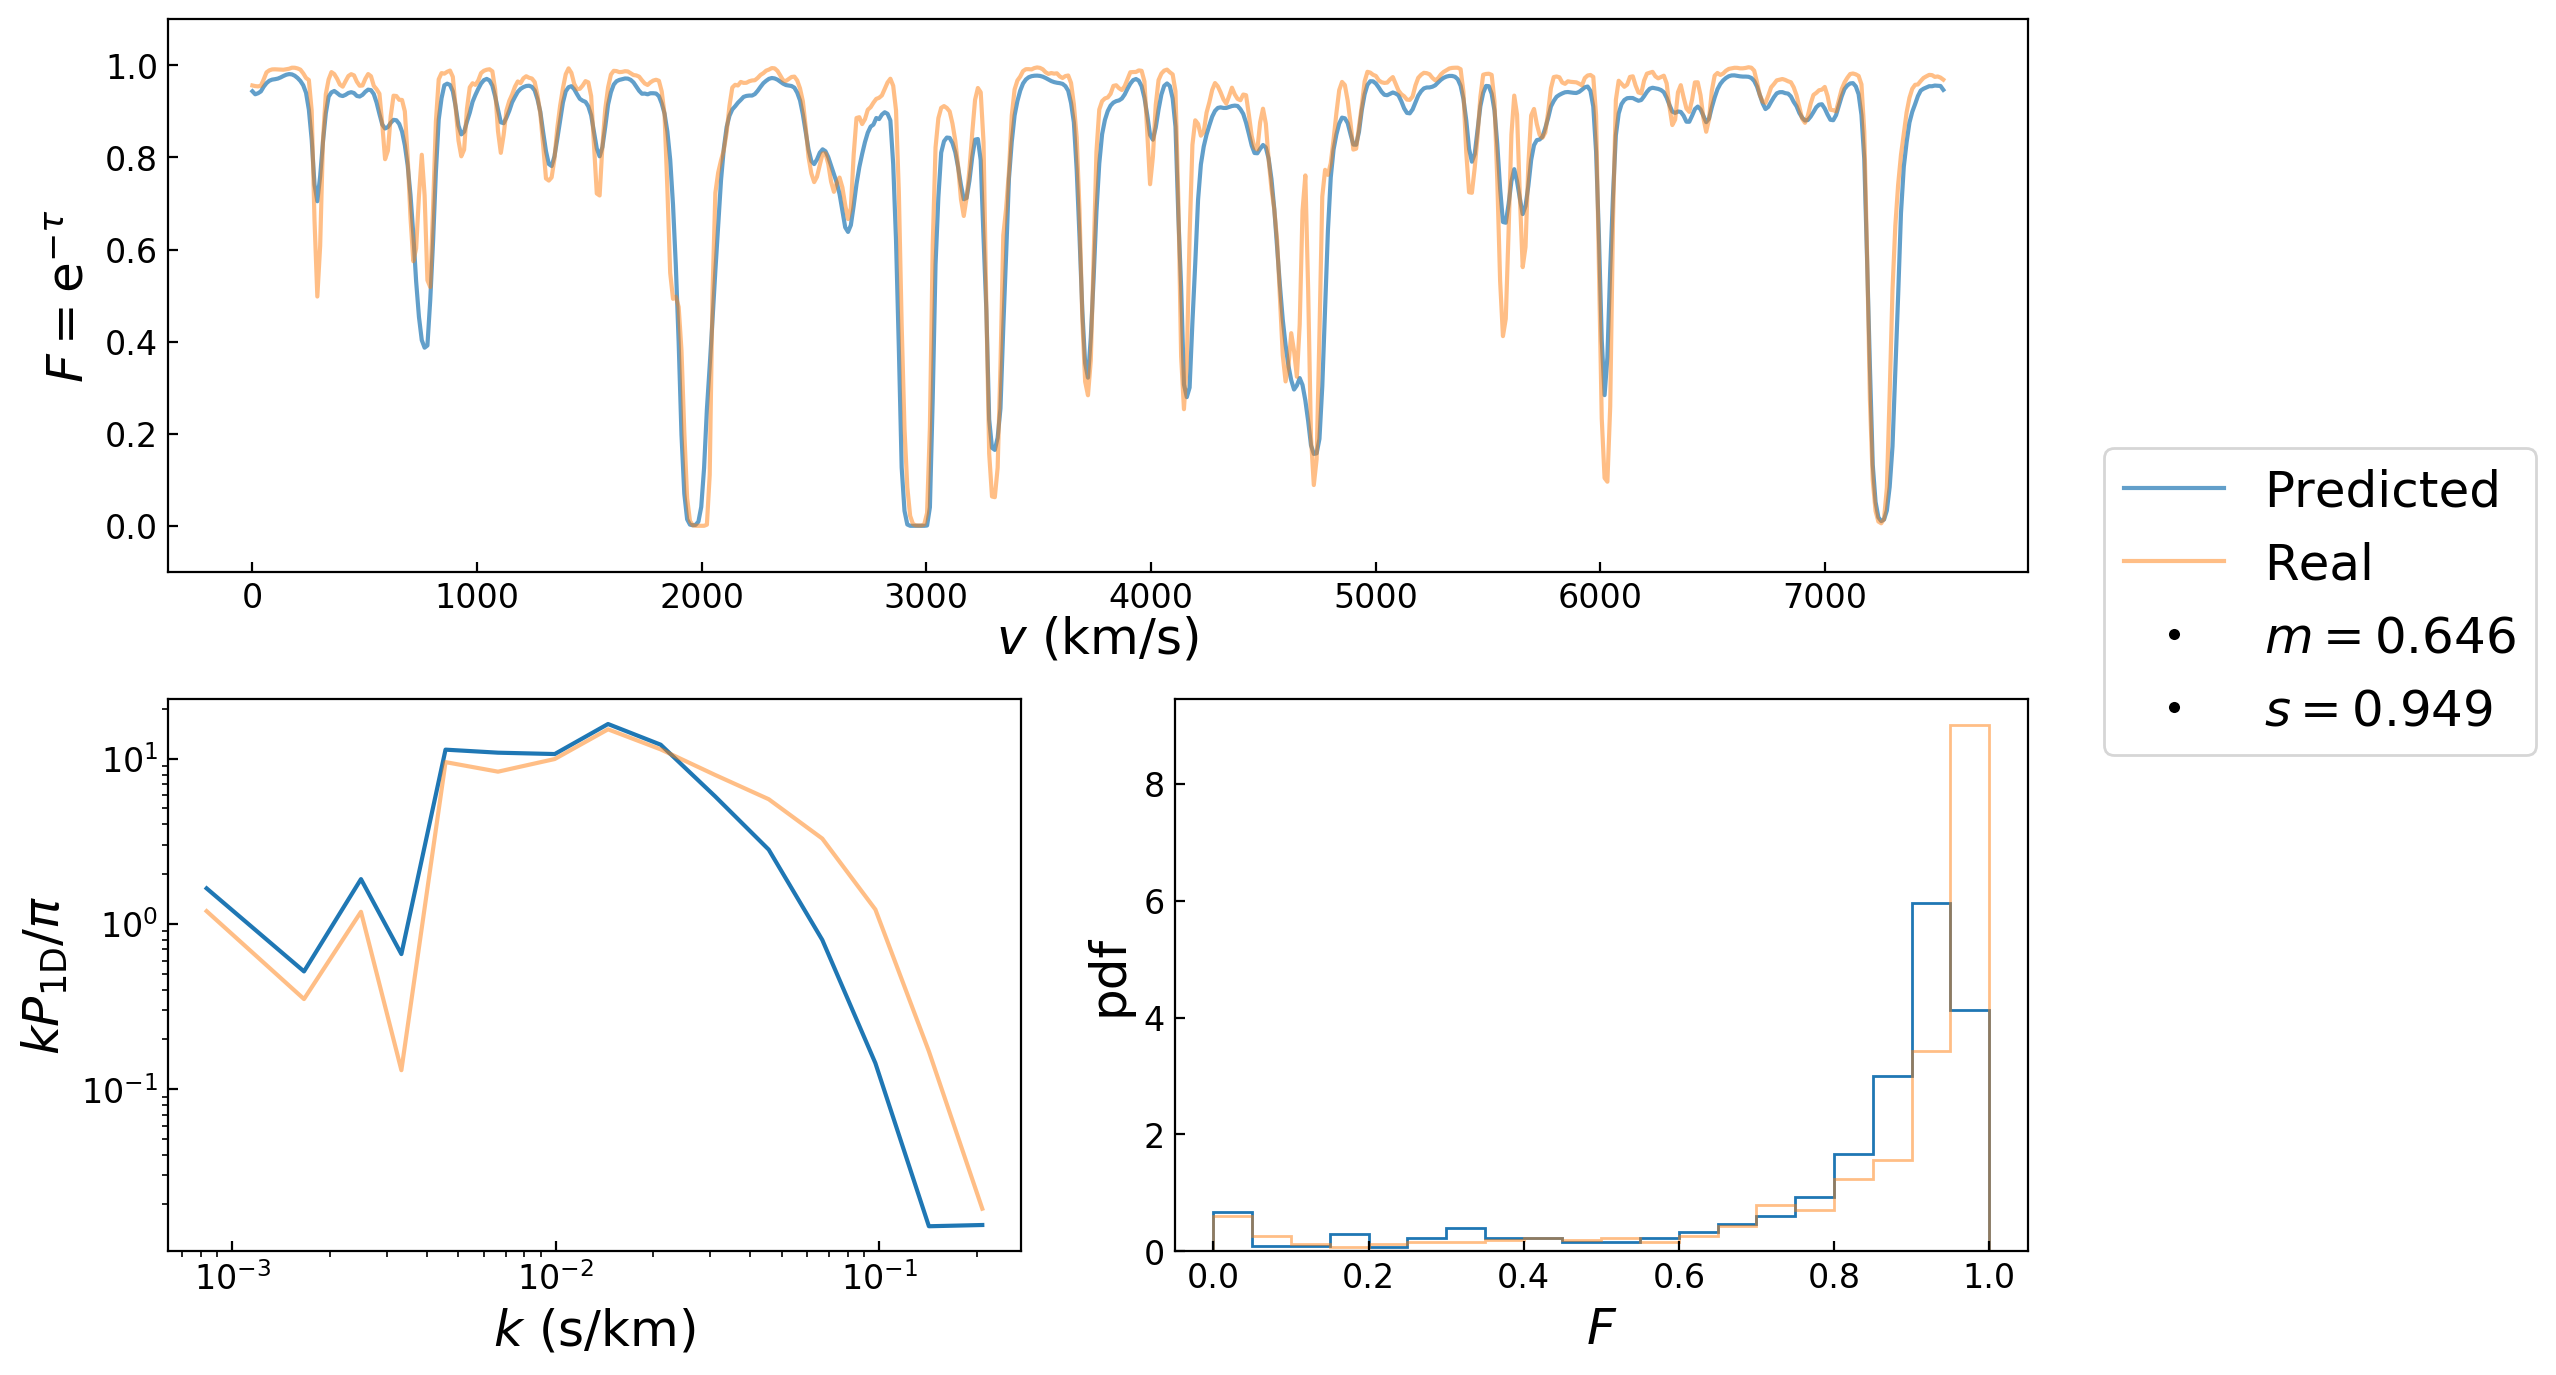 1.0
0.8
0.6
0.4
0.2
0.0
F = e^{−τ}
0 1000 2000 3000 4000 5000 6000 7000
v (km/s)
Predicted
Real
m = 0.646
s = 0.949
10^1
10^0
10^{−1}
kP_{1D}/π
10^{−3} 10^{−2} 10^{−1}
k (s/km)
8
6
4
2
0
pdf
0.0 0.2 0.4 0.6 0.8 1.0
F